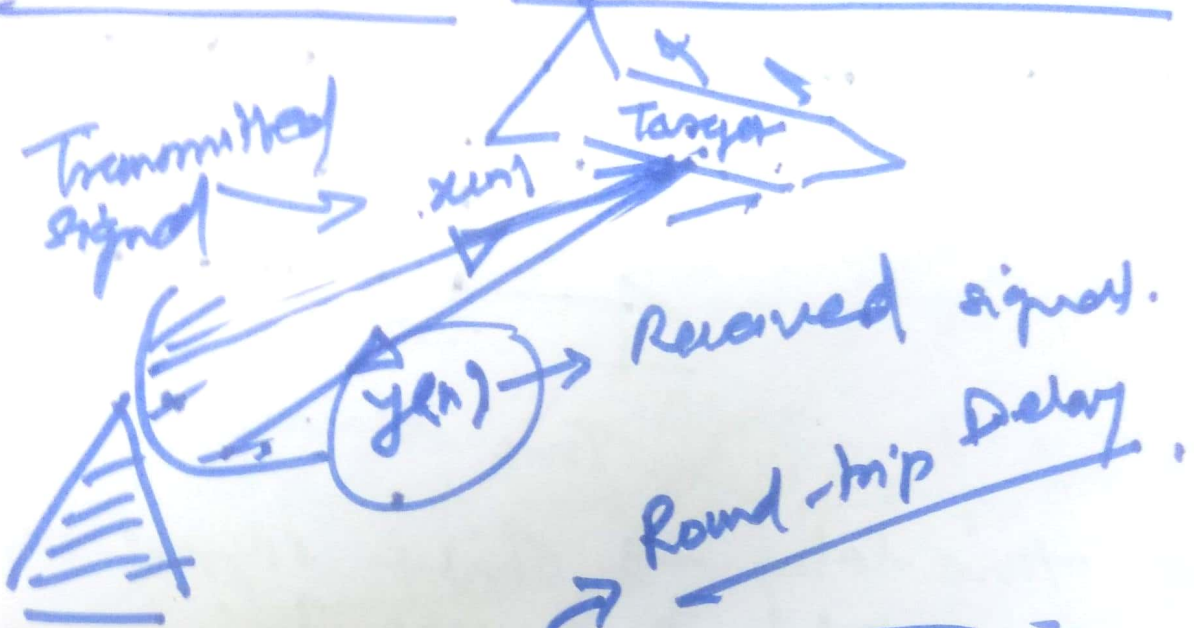 Target
Transmitted
signal
x(n)
Received signal.
y(n)
Round-trip Delay